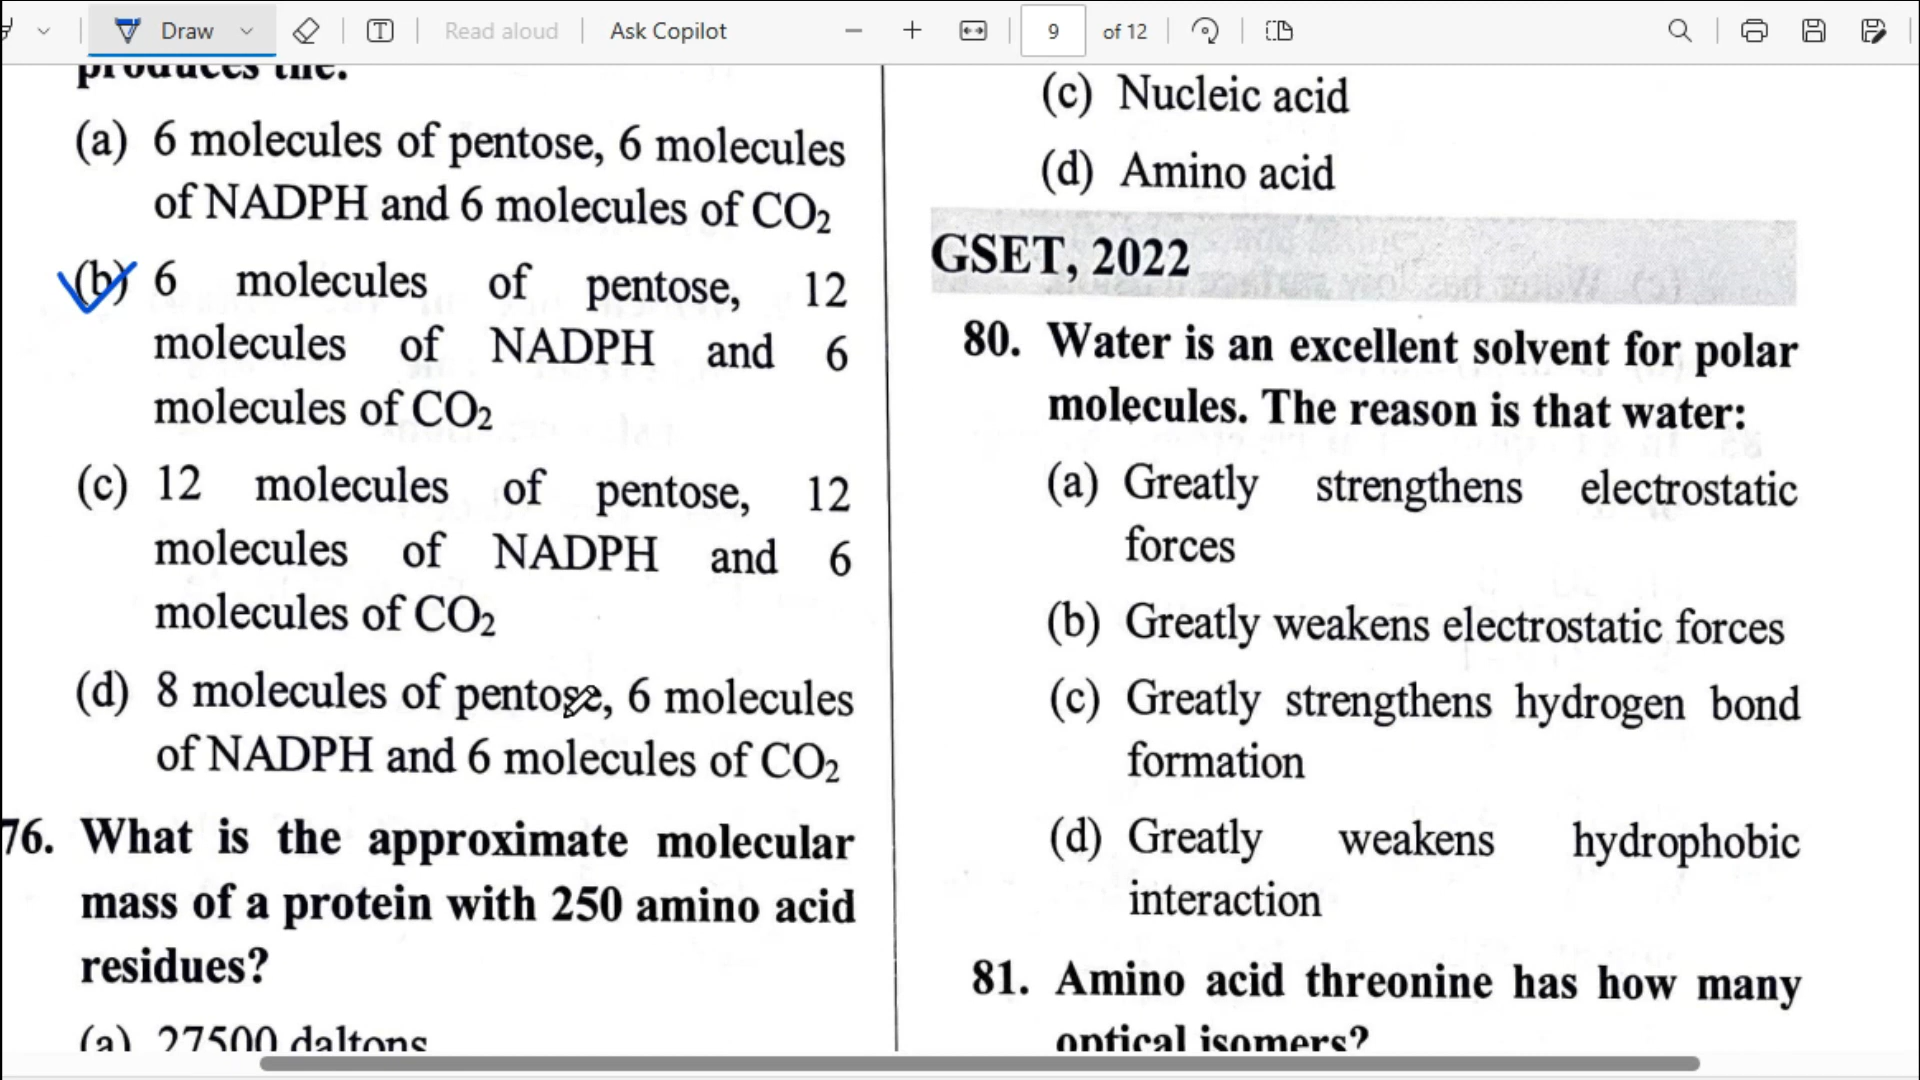 Draw
Read aloud
Ask Copilot
9 of 12
produces the:
(a) 6 molecules of pentose, 6 molecules
of NADPH and 6 molecules of CO₂
(b) 6 molecules of pentose, 12
molecules of NADPH and 6
molecules of CO₂
(c) 12 molecules of pentose, 12
molecules of NADPH and 6
molecules of CO₂
(d) 8 molecules of pentose, 6 molecules
of NADPH and 6 molecules of CO₂
76. What is the approximate molecular
mass of a protein with 250 amino acid
residues?
(a) 27500 daltons
(c) Nucleic acid
(d) Amino acid
GSET, 2022
80. Water is an excellent solvent for polar
molecules. The reason is that water:
(a) Greatly strengthens electrostatic
forces
(b) Greatly weakens electrostatic forces
(c) Greatly strengthens hydrogen bond
formation
(d) Greatly weakens hydrophobic
interaction
81. Amino acid threonine has how many
optical isomers?